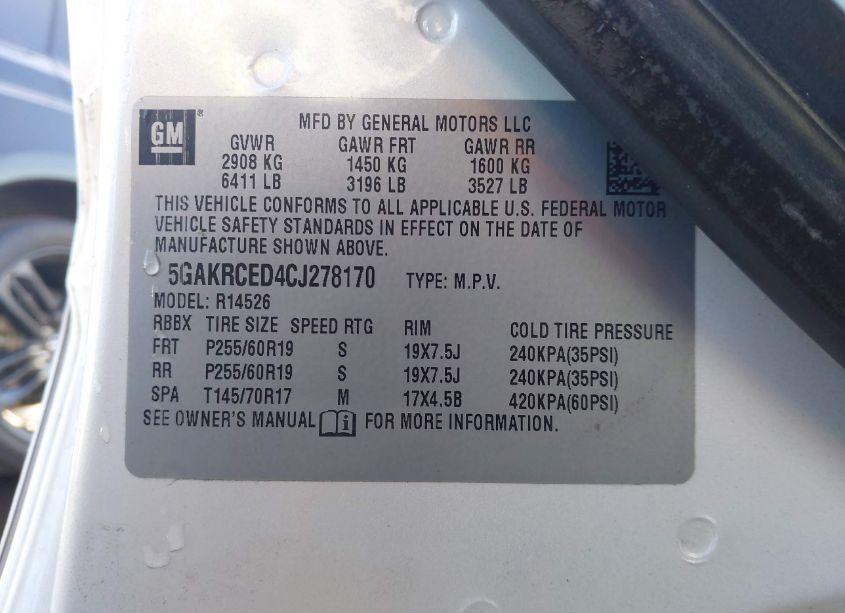 GM ® MFD BY GENERAL MOTORS LLC
GVWR GAWR FRT GAWR RR
2908 KG 1450 KG 1600 KG
6411 LB 3196 LB 3527 LB
THIS VEHICLE CONFORMS TO ALL APPLICABLE U.S. FEDERAL MOTOR
VEHICLE SAFETY STANDARDS IN EFFECT ON THE DATE OF
MANUFACTURE SHOWN ABOVE.
5GAKRCED4CJ278170 TYPE: M.P.V.
MODEL: R14526
RBBX TIRE SIZE SPEED RTG RIM COLD TIRE PRESSURE
FRT P255/60R19 S 19X7.5J 240KPA(35PSI)
RR P255/60R19 S 19X7.5J 240KPA(35PSI)
SPA T145/70R17 M 17X4.5B 420KPA(60PSI)
SEE OWNER'S MANUAL FOR MORE INFORMATION.